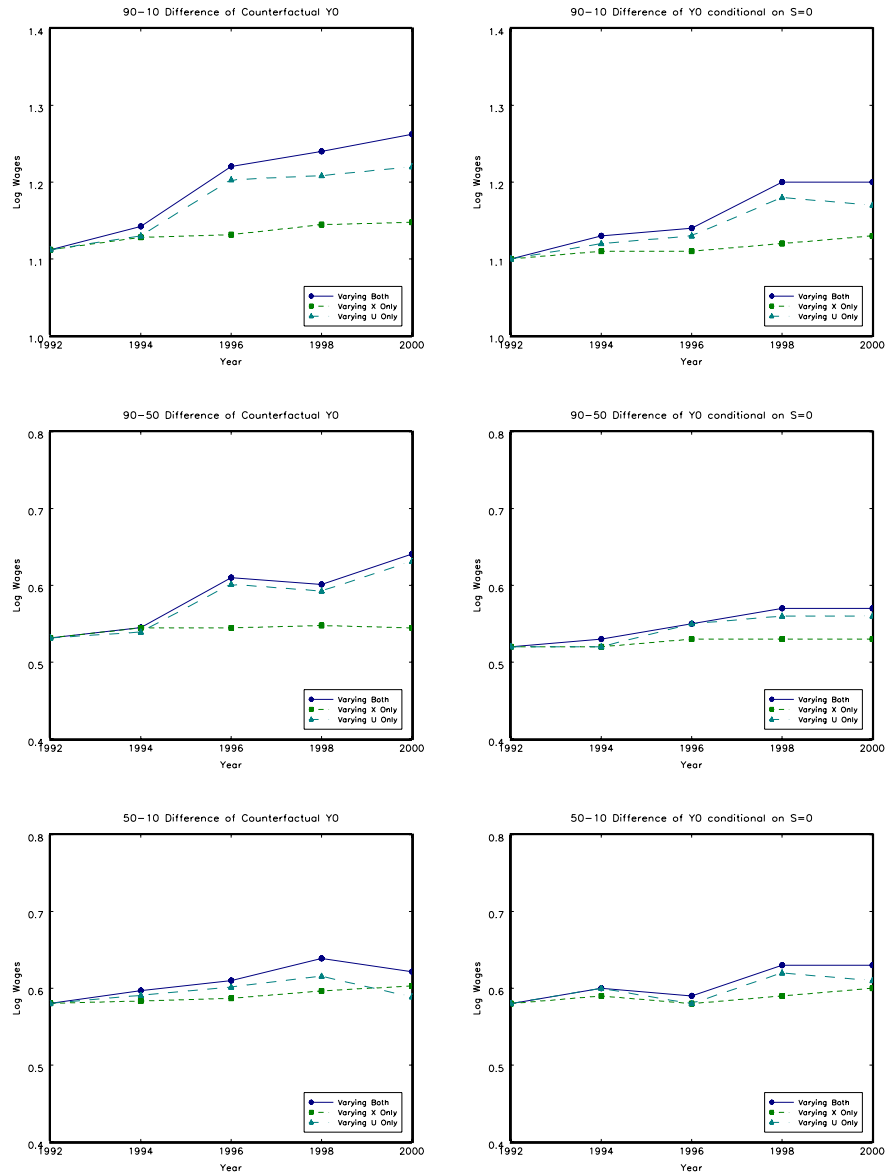 90-10 Difference of Counterfactual Y0
1.4
1.3
1.2
1.1
1.0
Log Wages
Varying Both
Varying X Only
Varying U Only
1992 1994 1996 1998 2000
Year
90-10 Difference of Y0 conditional on S=0
1.4
1.3
1.2
1.1
1.0
Log Wages
Varying Both
Varying X Only
Varying U Only
1992 1994 1996 1998 2000
Year
90-50 Difference of Counterfactual Y0
0.8
0.7
0.6
0.5
0.4
Log Wages
Varying Both
Varying X Only
Varying U Only
1992 1994 1996 1998 2000
Year
90-50 Difference of Y0 conditional on S=0
0.8
0.7
0.6
0.5
0.4
Log Wages
Varying Both
Varying X Only
Varying U Only
1992 1994 1996 1998 2000
Year
50-10 Difference of Counterfactual Y0
0.8
0.7
0.6
0.5
0.4
Log Wages
Varying Both
Varying X Only
Varying U Only
1992 1994 1996 1998 2000
Year
50-10 Difference of Y0 conditional on S=0
0.8
0.7
0.6
0.5
0.4
Log Wages
Varying Both
Varying X Only
Varying U Only
1992 1994 1996 1998 2000
Year